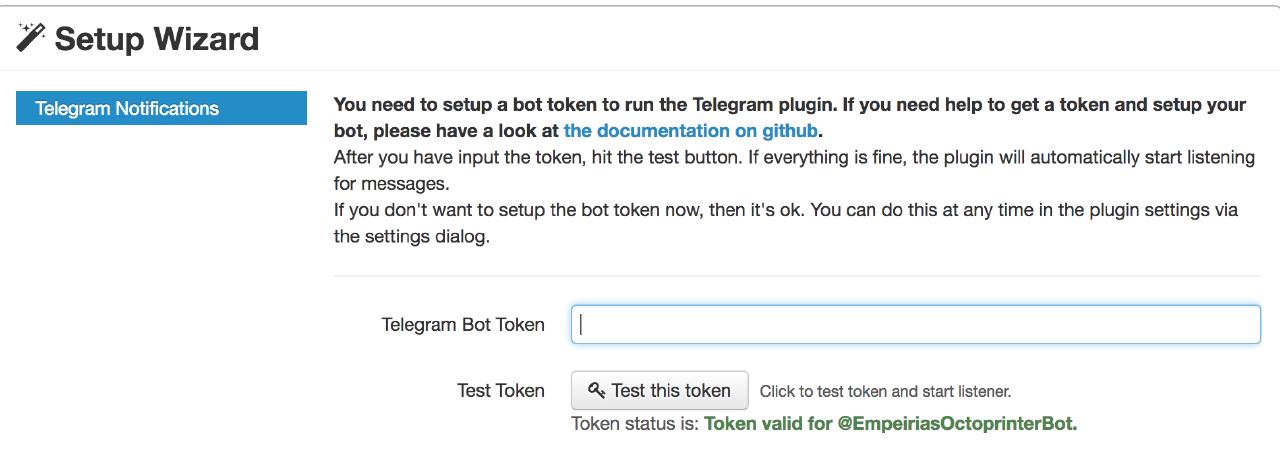 Setup Wizard
Telegram Notifications
You need to setup a bot token to run the Telegram plugin. If you need help to get a token and setup your
bot, please have a look at the documentation on github.
After you have input the token, hit the test button. If everything is fine, the plugin will automatically start listening
for messages.
If you don't want to setup the bot token now, then it's ok. You can do this at any time in the plugin settings via
the settings dialog.
Telegram Bot Token
Test Token
Test this token
Click to test token and start listener.
Token status is: Token valid for @EmpeiriasOctoprinterBot.